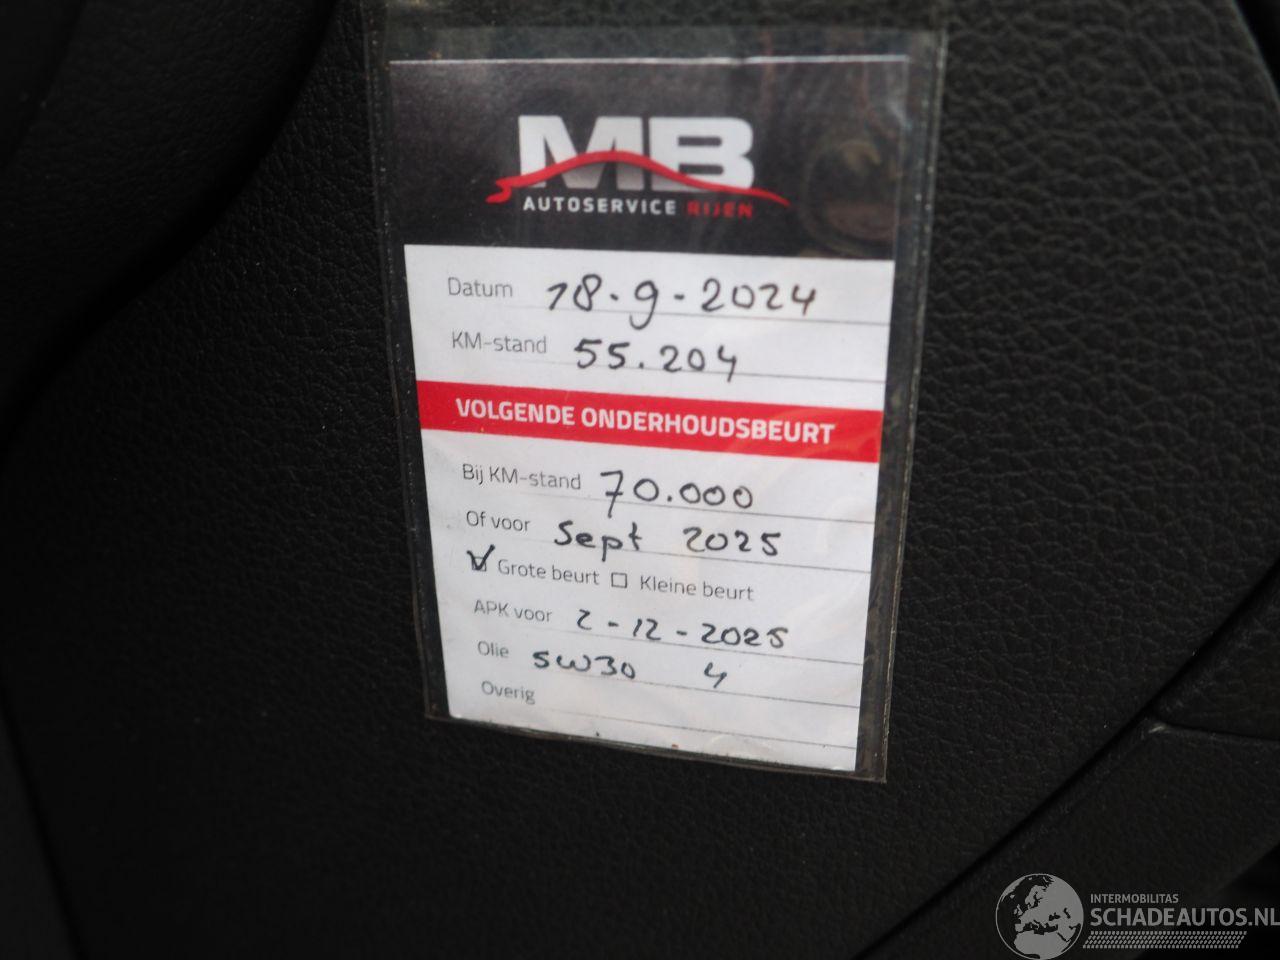 MB
AUTOSERVICE RIJEN
Datum 18-9-2024
KM-stand 55.204
VOLGENDE ONDERHOUDSBEURT
Bij KM-stand 70.000
Of voor Sept 2025
Grote beurt Kleine beurt
APK voor 2-12-2025
Olie 5W30 4
Overig
INTERMOBILITAS
SCHADEAUTOS.NL